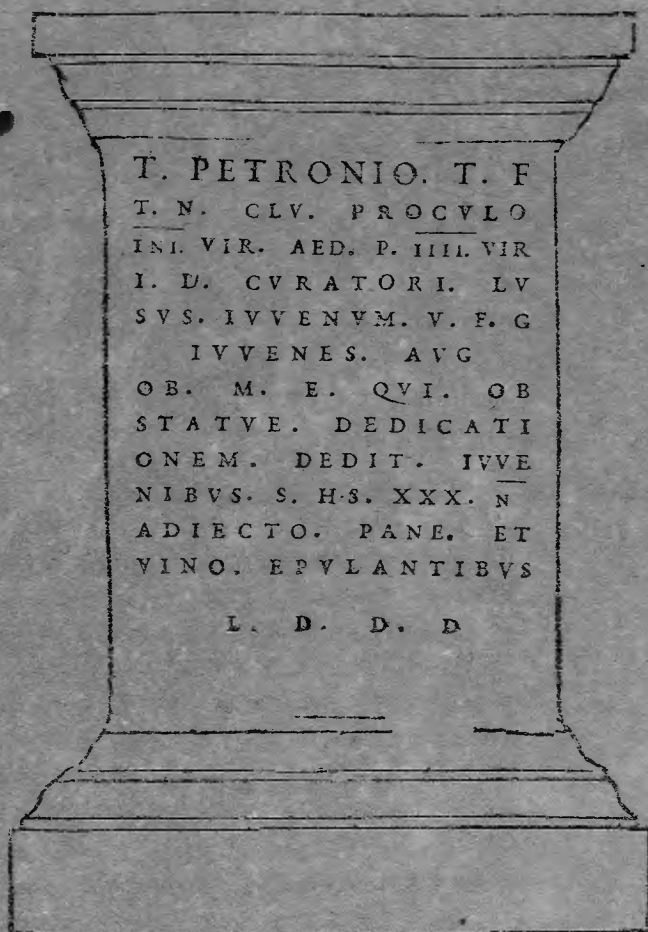 T. PETRONIO. T. F
T. N. CLV. PROCVLO
IIII. VIR. AED. P. IIII. VIR
I. D. CVRATORI. LV
SVS. IVVENVM. V. F. G
IVVENES. AVG
OB. M. E. QVI. OB
STATVE. DEDICATI
ONEM. DEDIT. IVVE
NIBVS. S. H·S. XXX. N
ADIECTO. PANE. ET
VINO. EPVLANTIBVS
L. D. D. D